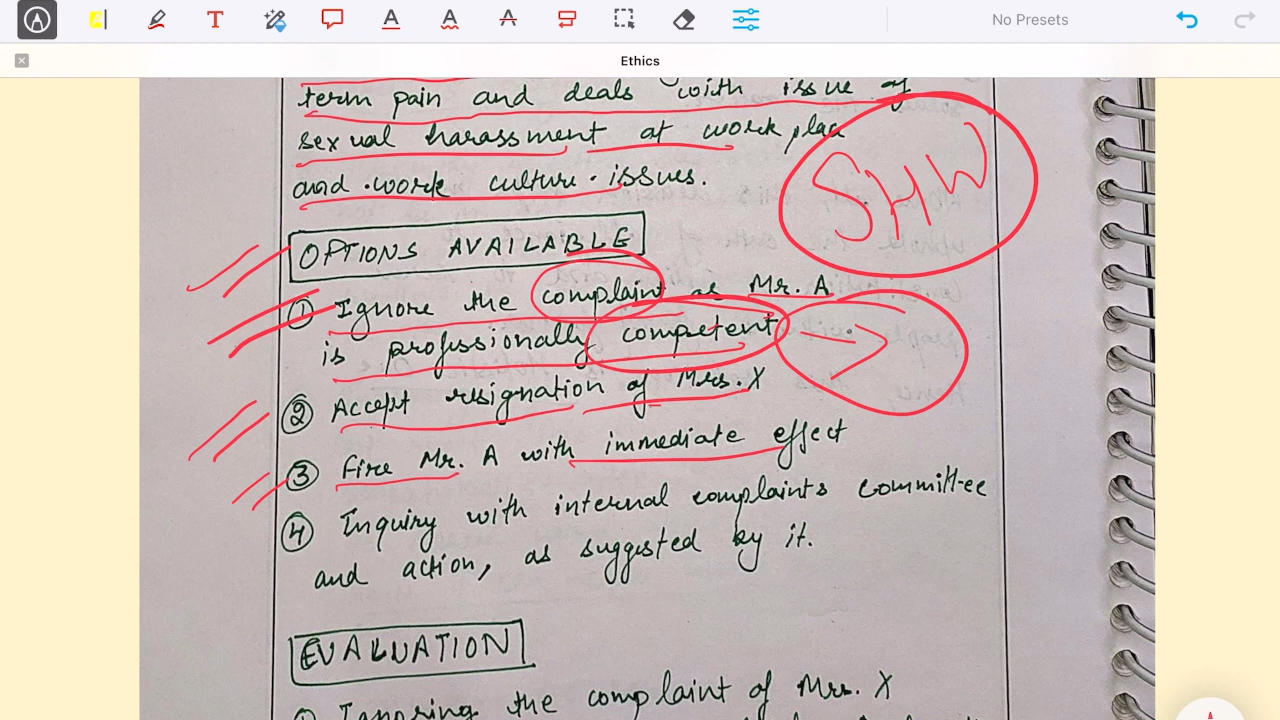 No Presets
Ethics
term pain and deals with issue of
sexual harassment at workplac
and work culture issues.
SHW
OPTIONS AVAILABLE
① Ignore the complaint as Mr. A
is professionally competent
② Accept resignation of Mrs. X
③ Fire Mr. A with immediate effect
④ Inquiry with internal complaints committee
and action, as suggested by it.
EVALUATION
Ignoring the complaint of Mrs. X